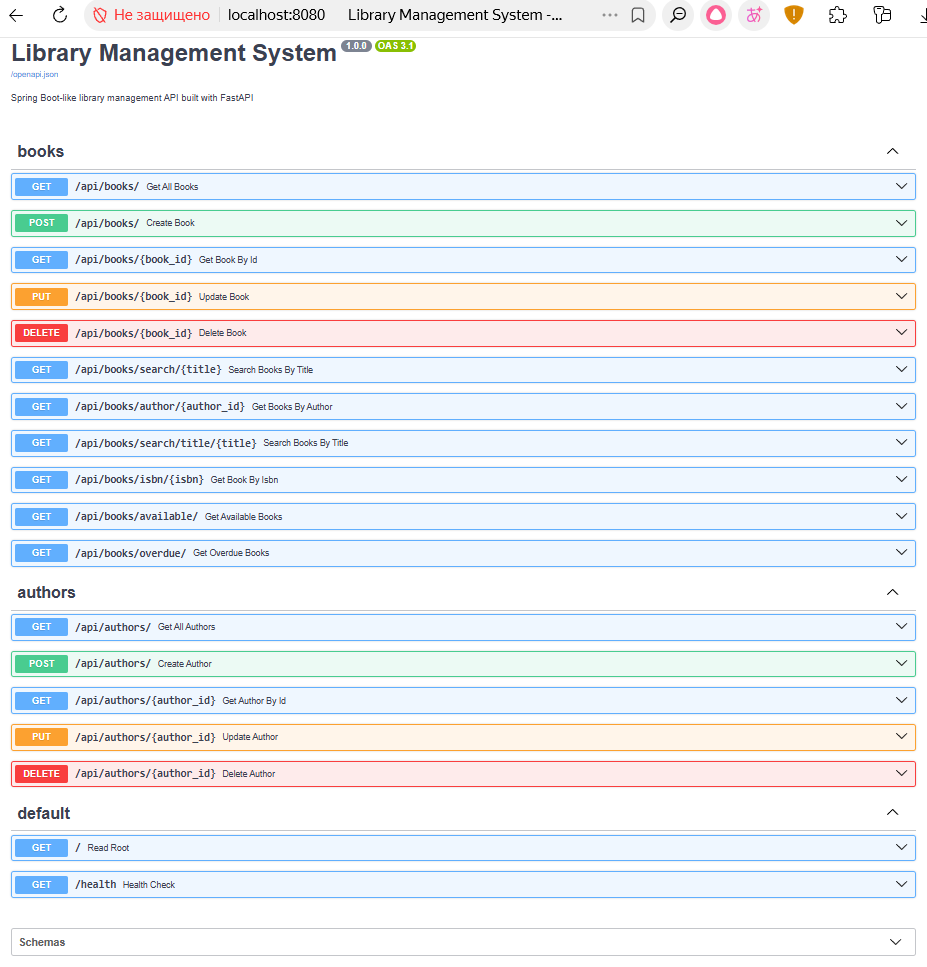 Не защищено localhost:8080 Library Management System -...
Library Management System 1.0.0 OAS 3.1
/openapi.json
Spring Boot-like library management API built with FastAPI
books
GET /api/books/ Get All Books
POST /api/books/ Create Book
GET /api/books/{book_id} Get Book By Id
PUT /api/books/{book_id} Update Book
DELETE /api/books/{book_id} Delete Book
GET /api/books/search/{title} Search Books By Title
GET /api/books/author/{author_id} Get Books By Author
GET /api/books/search/title/{title} Search Books By Title
GET /api/books/isbn/{isbn} Get Book By Isbn
GET /api/books/available/ Get Available Books
GET /api/books/overdue/ Get Overdue Books
authors
GET /api/authors/ Get All Authors
POST /api/authors/ Create Author
GET /api/authors/{author_id} Get Author By Id
PUT /api/authors/{author_id} Update Author
DELETE /api/authors/{author_id} Delete Author
default
GET / Read Root
GET /health Health Check
Schemas